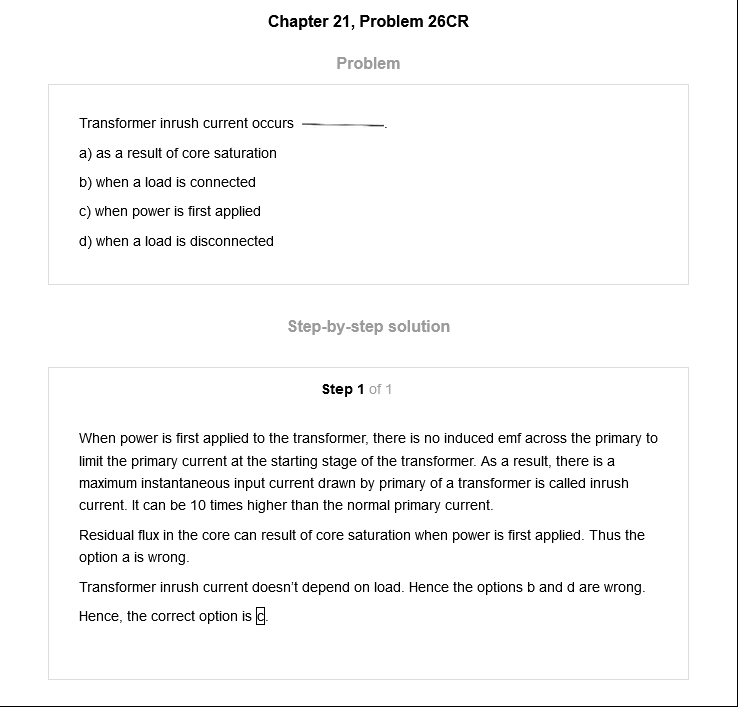 Chapter 21, Problem 26CR
Problem
Transformer inrush current occurs ________.
a) as a result of core saturation
b) when a load is connected
c) when power is first applied
d) when a load is disconnected
Step-by-step solution
Step 1 of 1
When power is first applied to the transformer, there is no induced emf across the primary to
limit the primary current at the starting stage of the transformer. As a result, there is a
maximum instantaneous input current drawn by primary of a transformer is called inrush
current. It can be 10 times higher than the normal primary current.
Residual flux in the core can result of core saturation when power is first applied. Thus the
option a is wrong.
Transformer inrush current doesn't depend on load. Hence the options b and d are wrong.
Hence, the correct option is c.